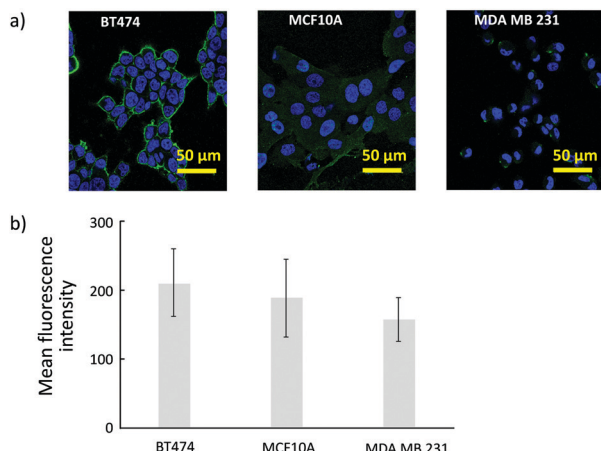 a)
BT474
MCF10A
MDA MB 231
50 µm
50 µm
50 µm
b)
Mean fluorescence
intensity
300
200
100
0
BT474
MCF10A
MDA MB 231